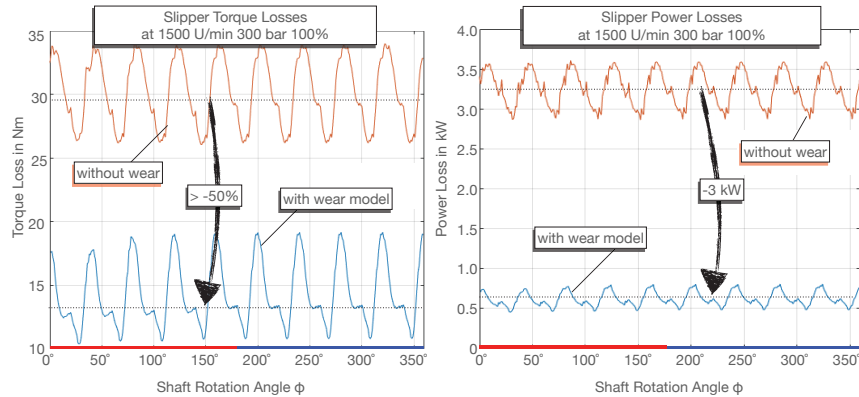 Slipper Torque Losses
at 1500 U/min 300 bar 100%
35
30
25
20
15
10
Torque Loss in Nm
without wear
> -50%
with wear model
0° 50° 100° 150° 200° 250° 300° 350°
Shaft Rotation Angle φ
Slipper Power Losses
at 1500 U/min 300 bar 100%
4.0
3.5
3.0
2.5
2.0
1.5
1.0
0.5
0
Power Loss in kW
without wear
-3 kW
with wear model
0° 50° 100° 150° 200° 250° 300° 350°
Shaft Rotation Angle φ